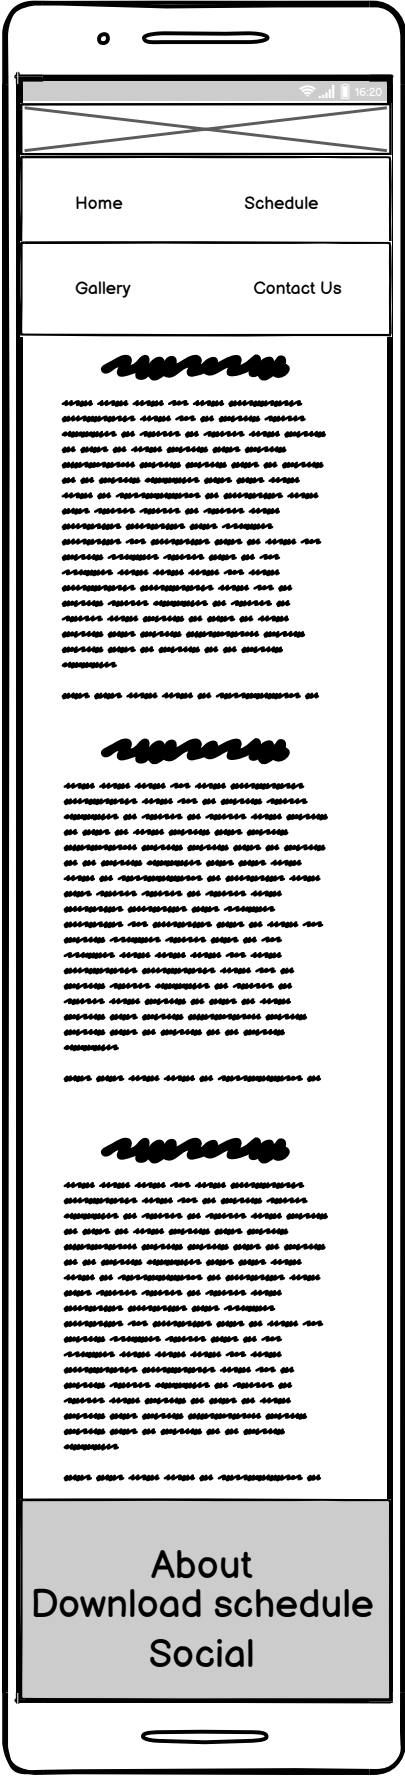 16:20
Home Schedule
Gallery Contact Us
About
Download schedule
Social